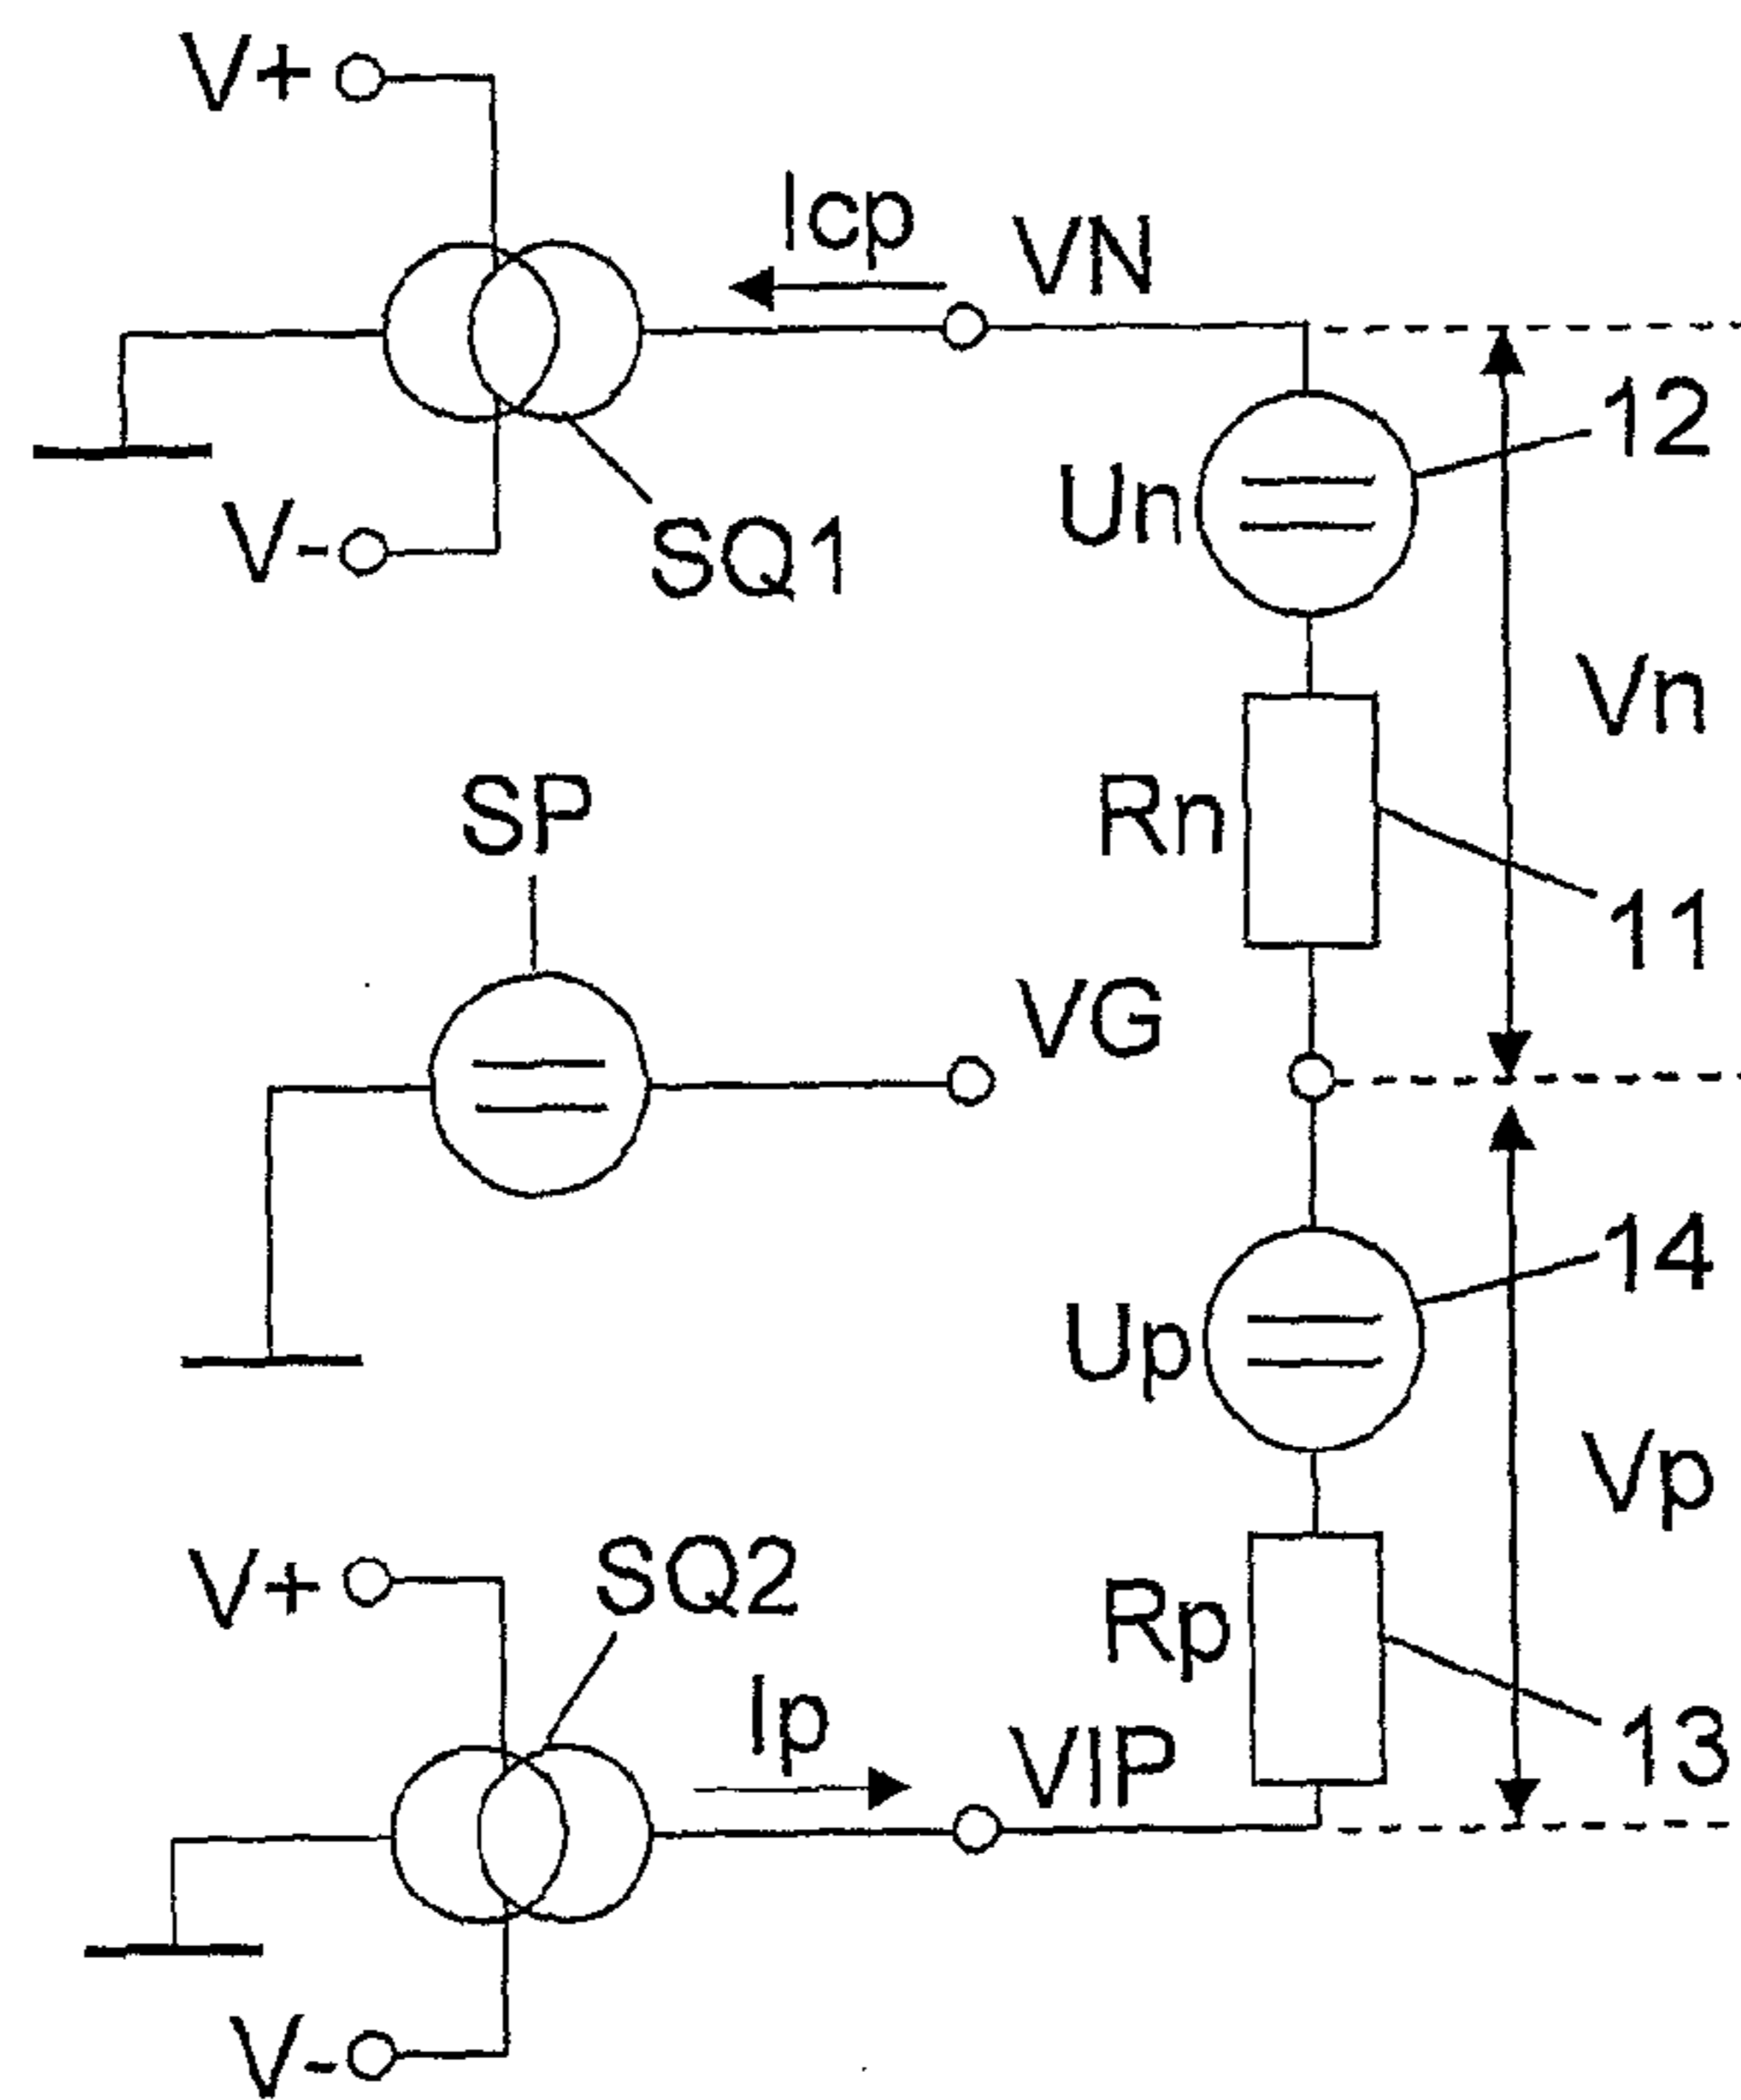 V+
Icp
VN
12
V-
SQ1
Un
Vn
SP
Rn
11
VG
14
Up
Vp
V+
SQ2
Rp
Ip
VIP
13
V-